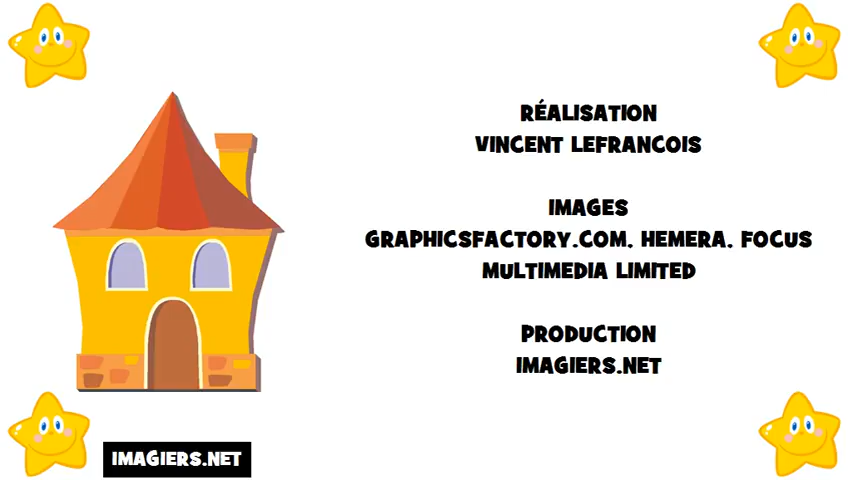 RÉALISATION
VINCENT LEFRANCOIS
IMAGES
GRAPHICSFACTORY.COM, HEMERA, FOCUS
MULTIMEDIA LIMITED
PRODUCTION
IMAGIERS.NET
IMAGIERS.NET